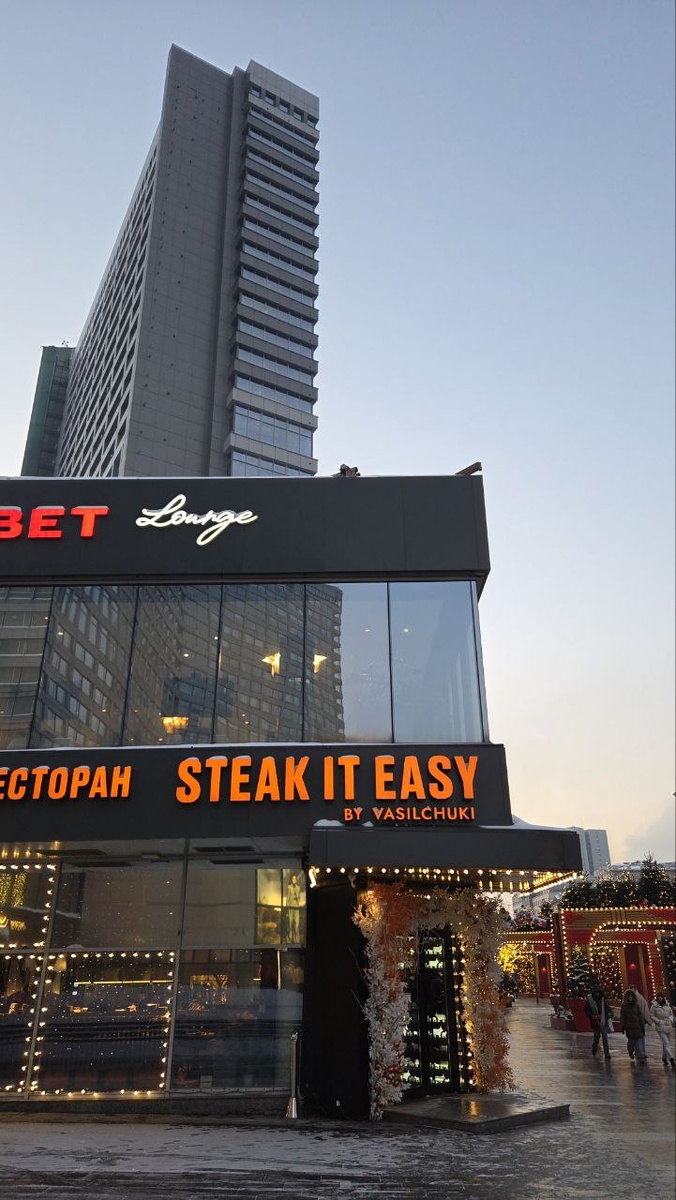 BET Lounge
ЕСТОРАН STEAK IT EASY
BY VASILCHUKI